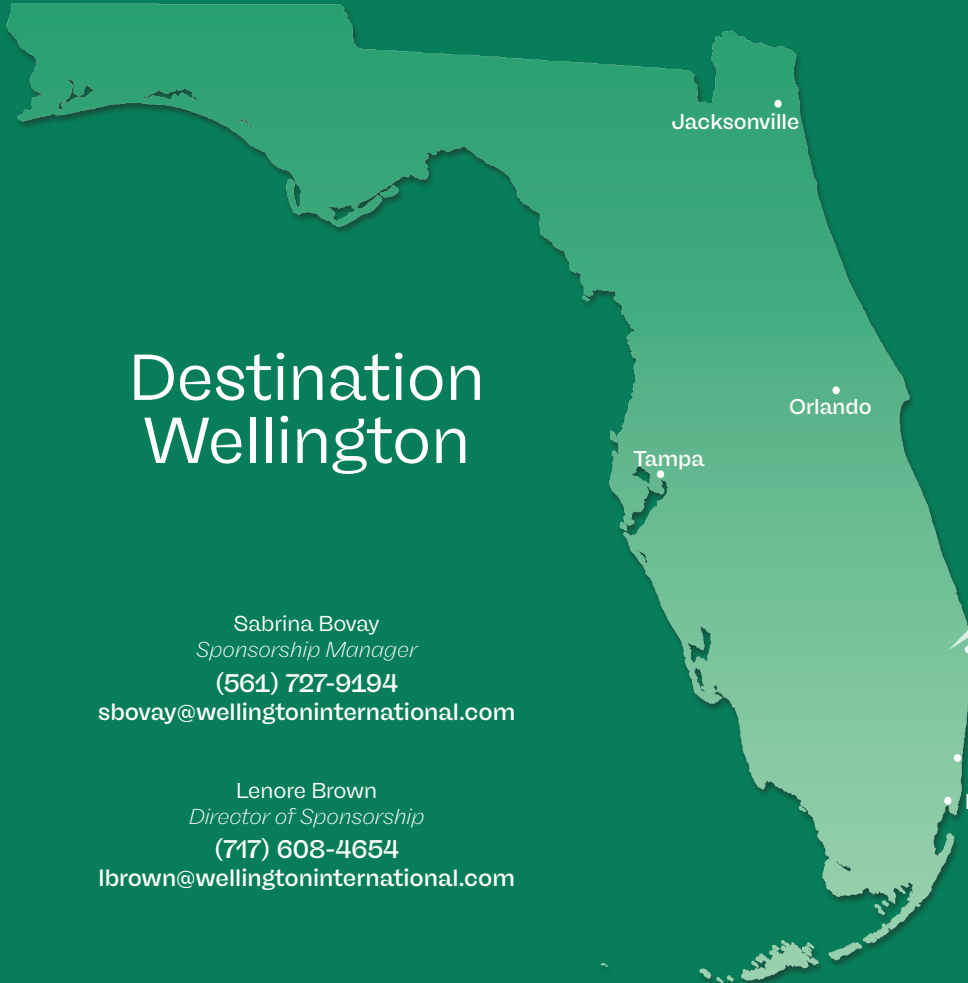 Jacksonville
Orlando
Tampa
Destination
Wellington
Sabrina Bovay
Sponsorship Manager
(561) 727-9194
sbovay@wellingtoninternational.com
Lenore Brown
Director of Sponsorship
(717) 608-4654
lbrown@wellingtoninternational.com